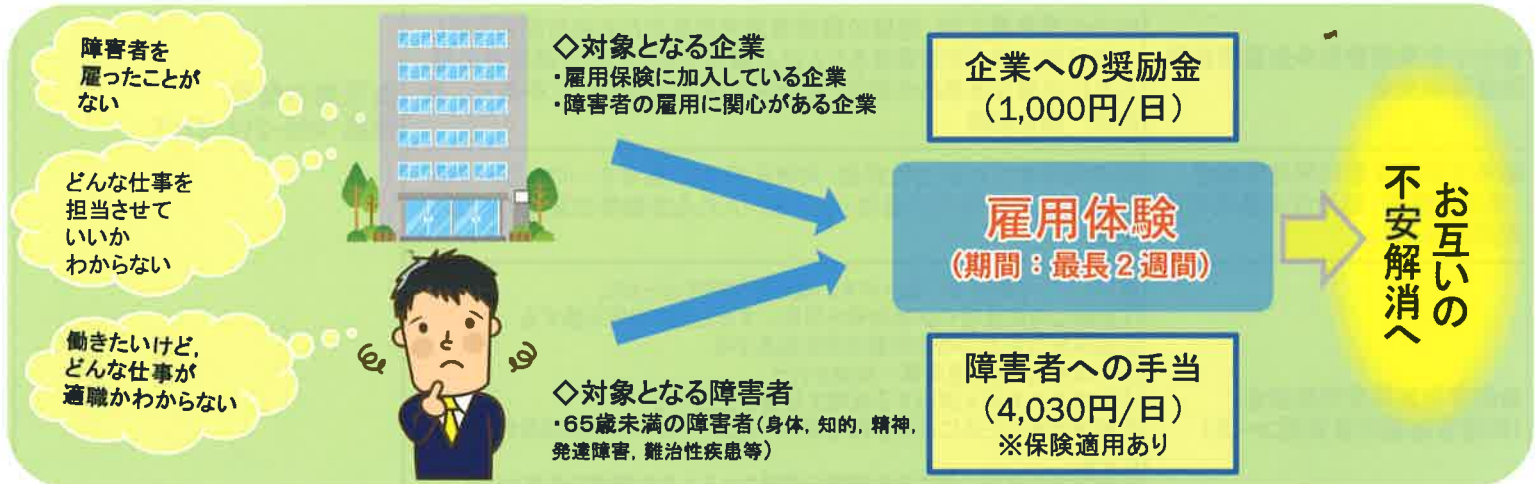 障害者を
雇ったことが
ない
どんな仕事を
担当させて
いいか
わからない
働きたいけど,
どんな仕事が
適職かわからない
◇対象となる企業
・雇用保険に加入している企業
・障害者の雇用に関心がある企業
◇対象となる障害者
・65歳未満の障害者(身体, 知的, 精神,
発達障害, 難治性疾患等)
企業への奨励金
(1,000円/日)
雇用体験
(期間:最長2週間)
障害者への手当
(4,030円/日)
※保険適用あり
お互いの
不安解消へ